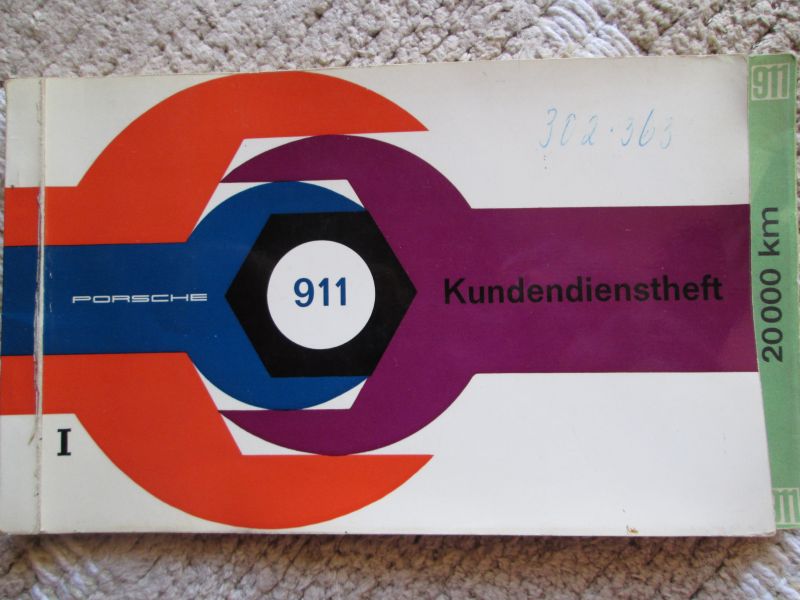 302·363
PORSCHE
911
Kundendienstheft
I
911
20000 km
911